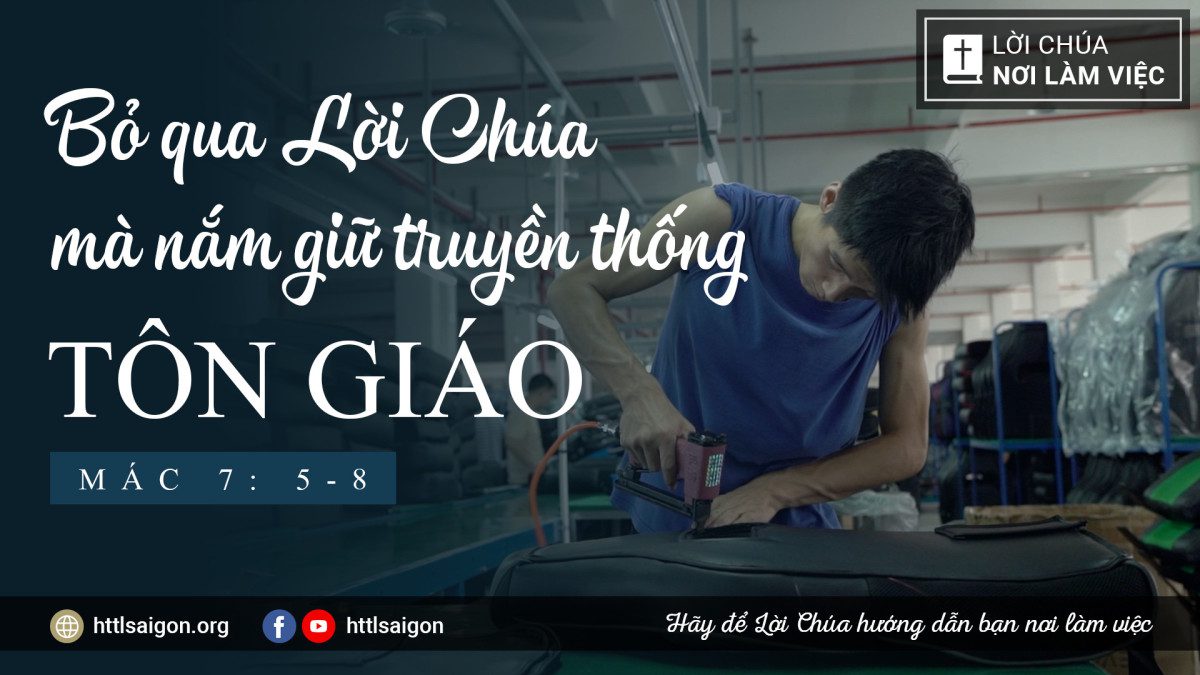 LỜI CHÚA
NƠI LÀM VIỆC
Bỏ qua Lời Chúa
mà nắm giữ truyền thống
TÔN GIÁO
MÁC 7: 5-8
httlsaigon.org
httlsaigon
Hãy để Lời Chúa hướng dẫn bạn nơi làm việc